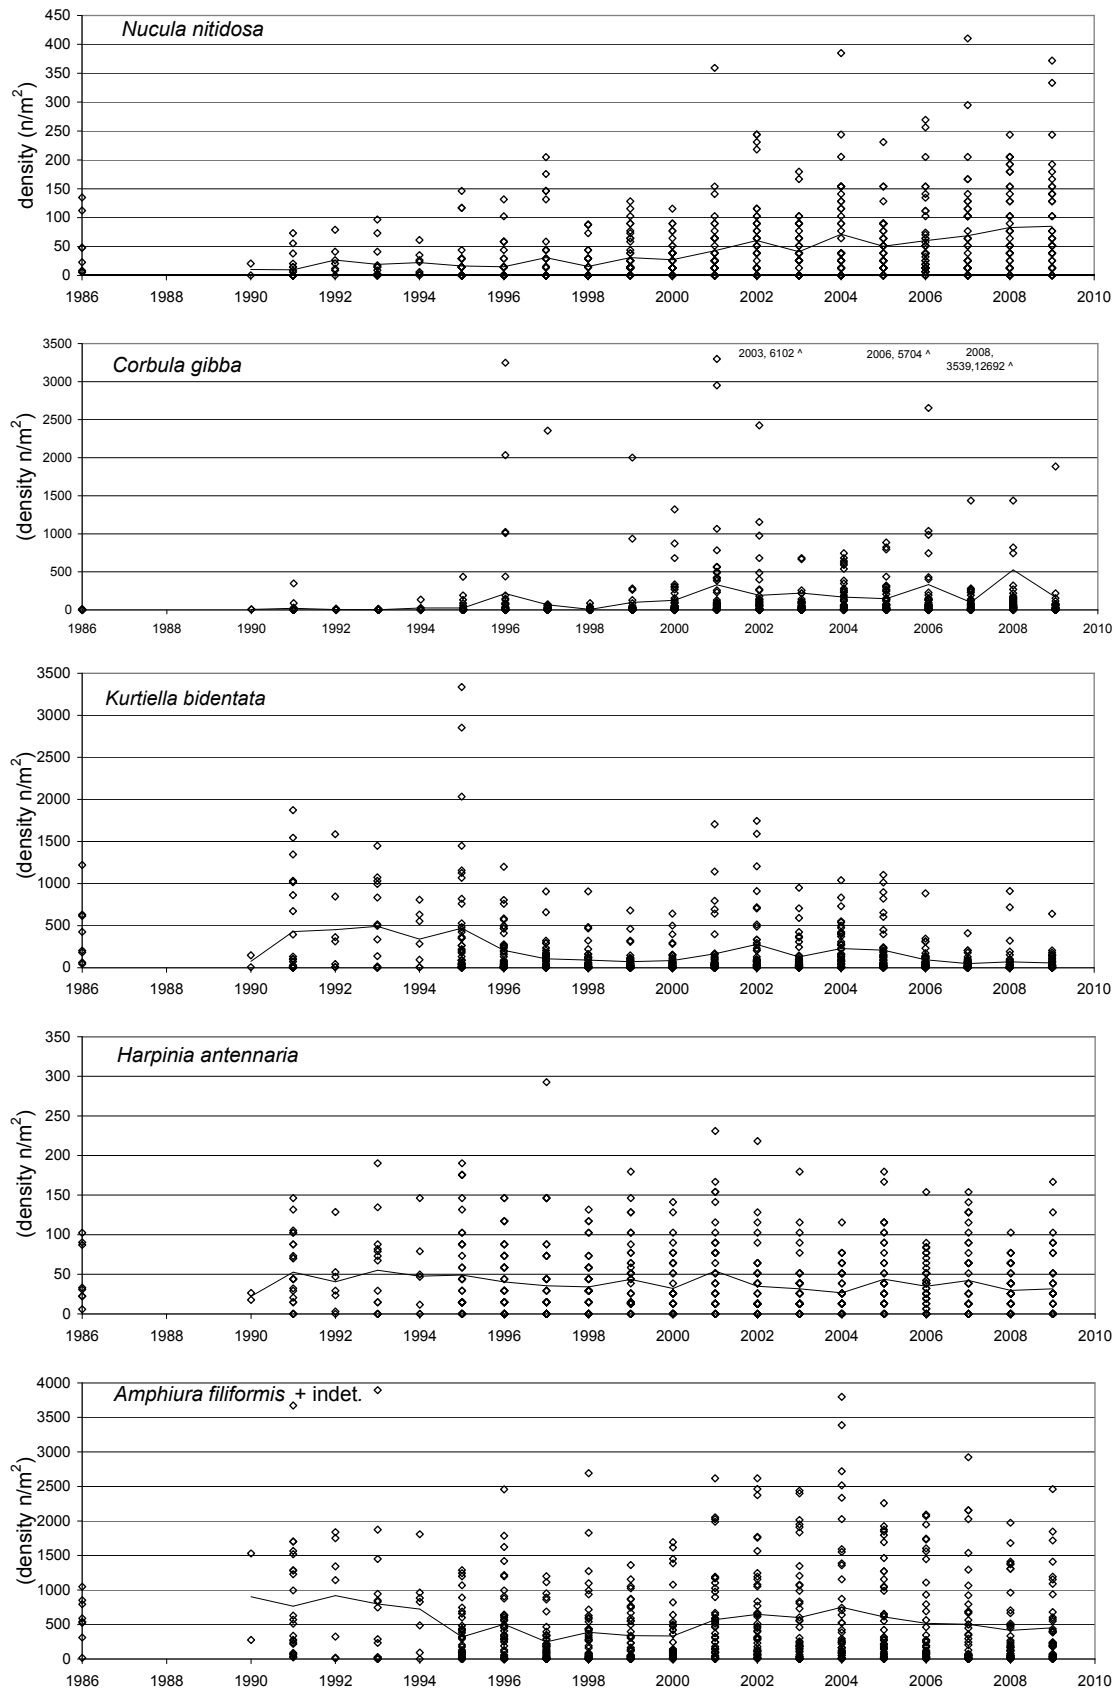 Nucula nitidosa
density (n/m²)
450
400
350
300
250
200
150
100
50
0
1986 1988 1990 1992 1994 1996 1998 2000 2002 2004 2006 2008 2010
Corbula gibba
2003, 6102 ^
2006, 5704 ^
2008,
3539,12692 ^
(density n/m²)
3500
3000
2500
2000
1500
1000
500
0
1986 1988 1990 1992 1994 1996 1998 2000 2002 2004 2006 2008 2010
Kurtiella bidentata
(density n/m²)
3500
3000
2500
2000
1500
1000
500
0
1986 1988 1990 1992 1994 1996 1998 2000 2002 2004 2006 2008 2010
Harpinia antennaria
(density n/m²)
350
300
250
200
150
100
50
0
1986 1988 1990 1992 1994 1996 1998 2000 2002 2004 2006 2008 2010
Amphiura filiformis + indet.
(density n/m²)
4000
3500
3000
2500
2000
1500
1000
500
0
1986 1988 1990 1992 1994 1996 1998 2000 2002 2004 2006 2008 2010